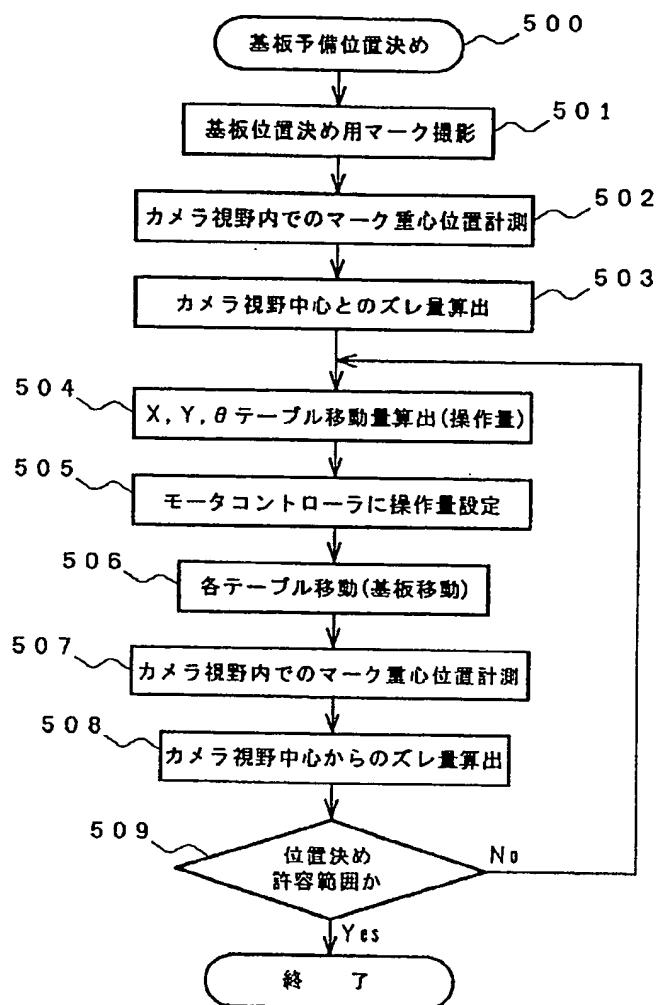 基板予備位置決め
５００
基板位置決め用マーク撮影
５０１
カメラ視野内でのマーク重心位置計測
５０２
カメラ視野中心とのズレ量算出
５０３
５０４
X, Y, θテーブル移動量算出(操作量)
５０５
モータコントローラに操作量設定
５０６
各テーブル移動(基板移動)
５０７
カメラ視野内でのマーク重心位置計測
５０８
カメラ視野中心からのズレ量算出
５０９
位置決め
許容範囲か
No
Yes
終　了